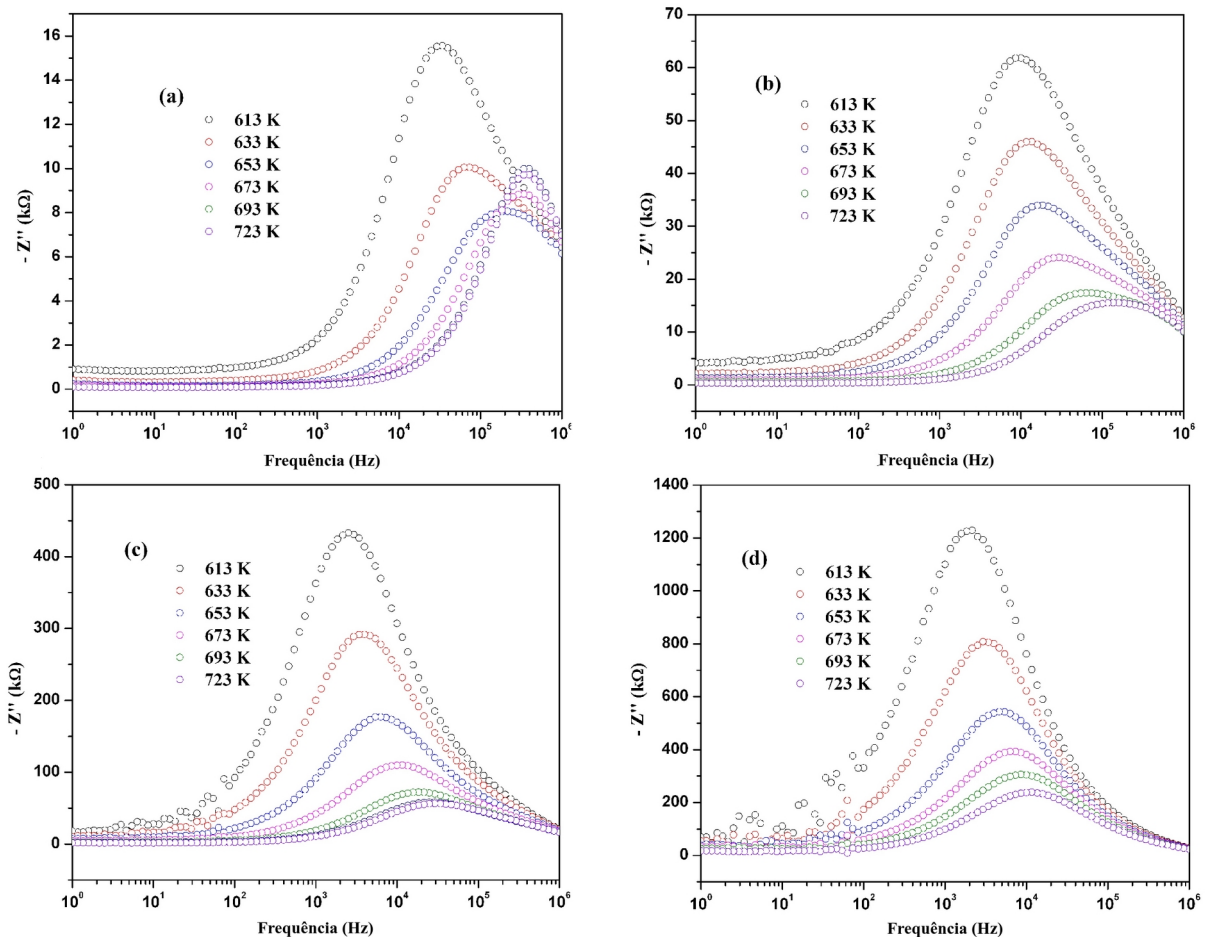 (a)
613 K
633 K
653 K
673 K
693 K
723 K
- Z'' (kΩ)
16
14
12
10
8
6
4
2
0
10⁰ 10¹ 10² 10³ 10⁴ 10⁵ 10⁶
Frequência (Hz)
(b)
613 K
633 K
653 K
673 K
693 K
723 K
- Z'' (kΩ)
70
60
50
40
30
20
10
0
10⁰ 10¹ 10² 10³ 10⁴ 10⁵ 10⁶
Frequência (Hz)
(c)
613 K
633 K
653 K
673 K
693 K
723 K
- Z'' (kΩ)
500
400
300
200
100
0
10⁰ 10¹ 10² 10³ 10⁴ 10⁵ 10⁶
Frequência (Hz)
(d)
613 K
633 K
653 K
673 K
693 K
723 K
- Z'' (kΩ)
1400
1200
1000
800
600
400
200
0
10⁰ 10¹ 10² 10³ 10⁴ 10⁵ 10⁶
Frequência (Hz)